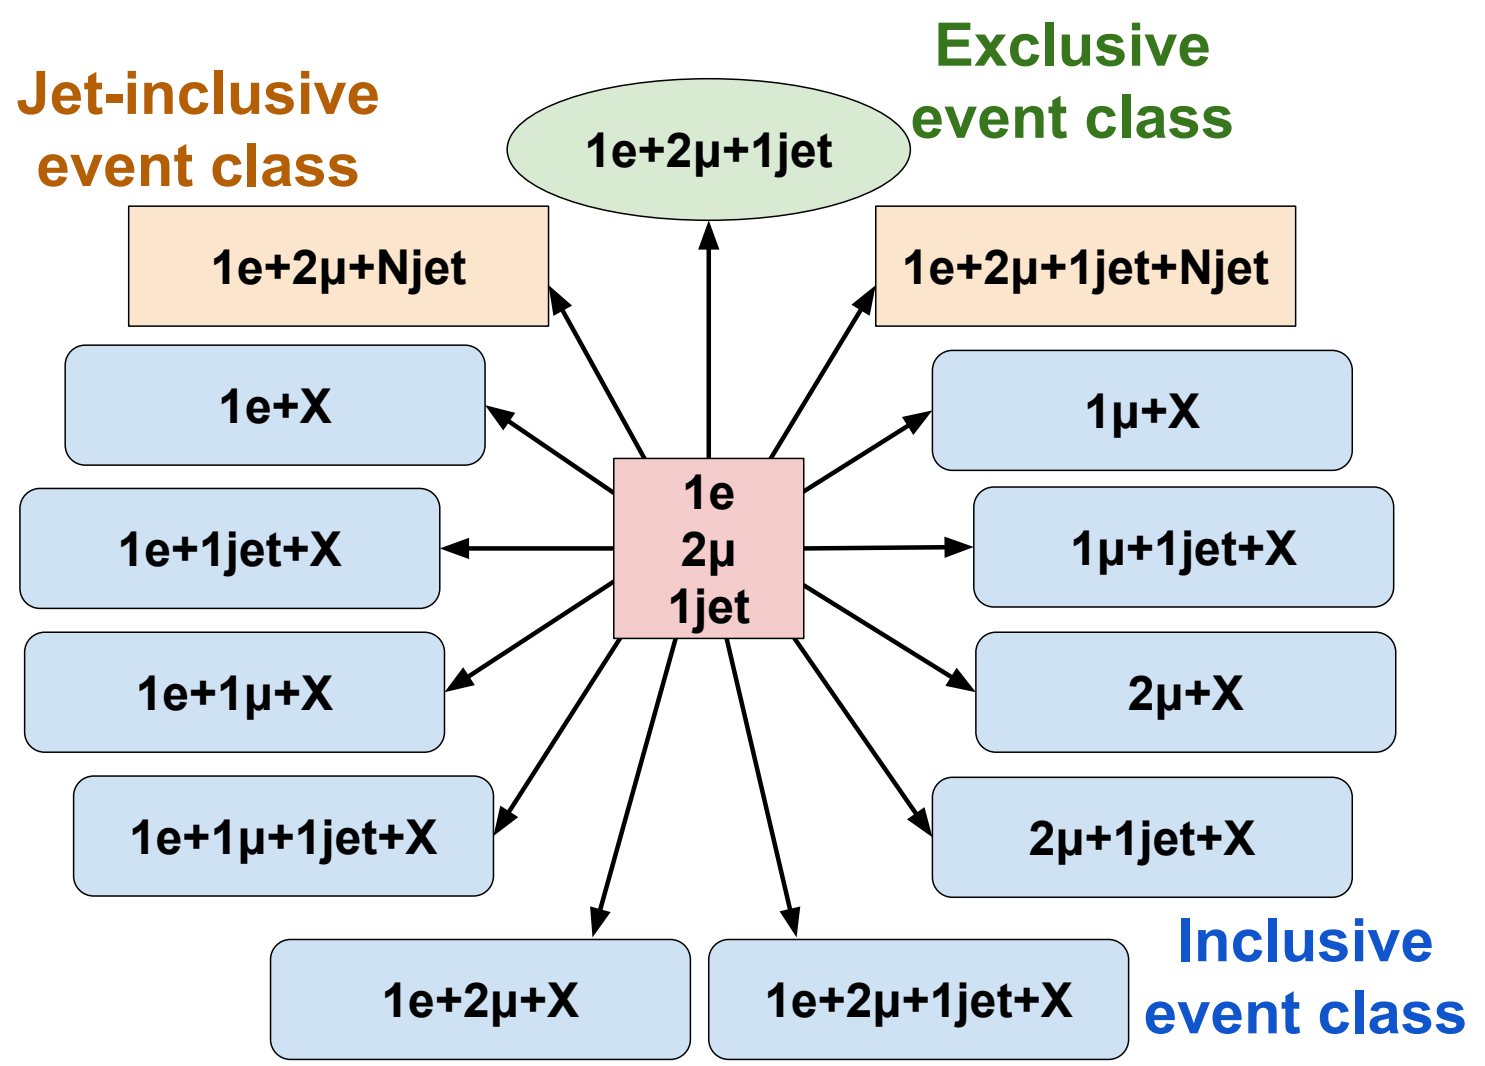 Exclusive
event class
Jet-inclusive
event class
1e+2μ+1jet
1e+2μ+Njet
1e+2μ+1jet+Njet
1e+X
1μ+X
1e
2μ
1jet
1e+1jet+X
1μ+1jet+X
1e+1μ+X
2μ+X
1e+1μ+1jet+X
2μ+1jet+X
1e+2μ+X
1e+2μ+1jet+X
Inclusive
event class